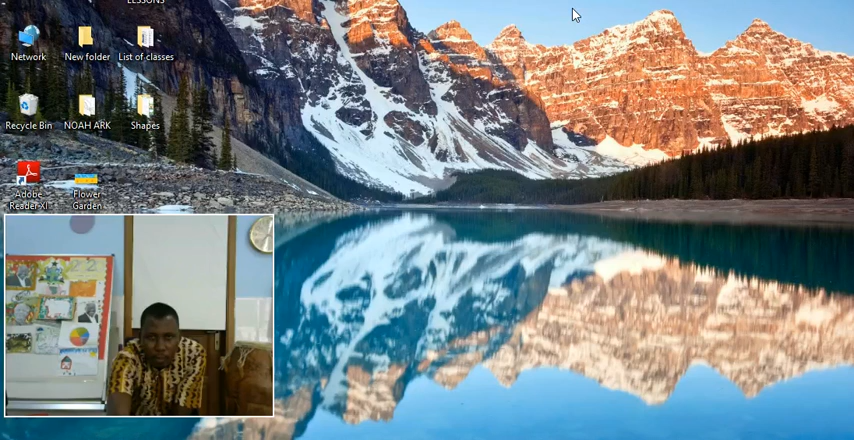 LESSONS
Network
New folder
List of classes
Recycle Bin
NOAH ARK
Shapes
Adobe
Reader XI
Flower
Garden